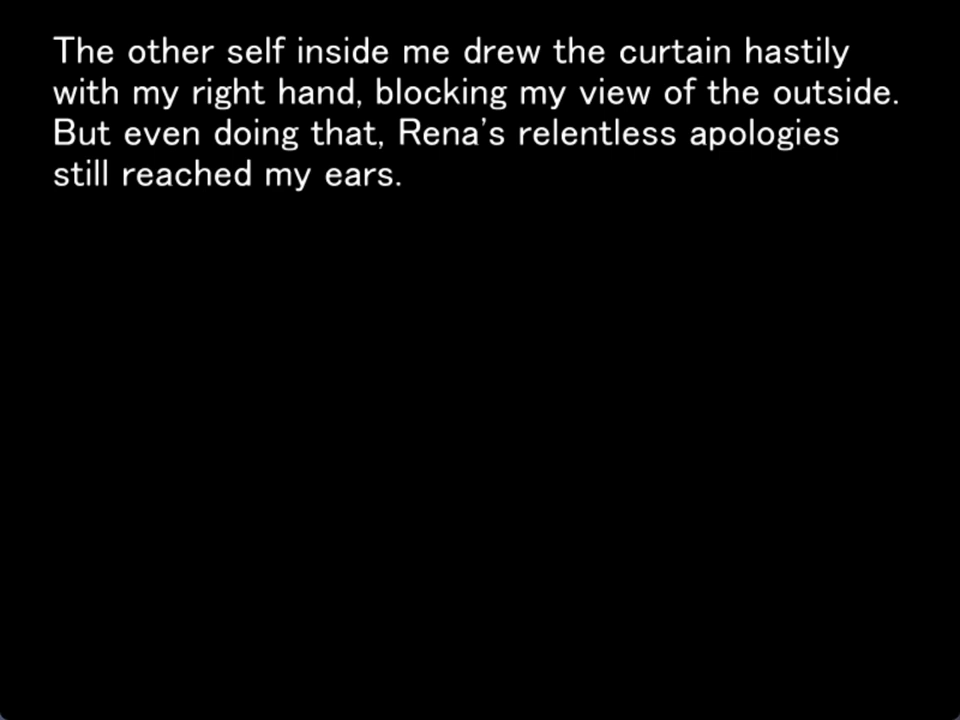 The other self inside me drew the curtain hastily
with my right hand, blocking my view of the outside.
But even doing that, Rena’s relentless apologies
still reached my ears.